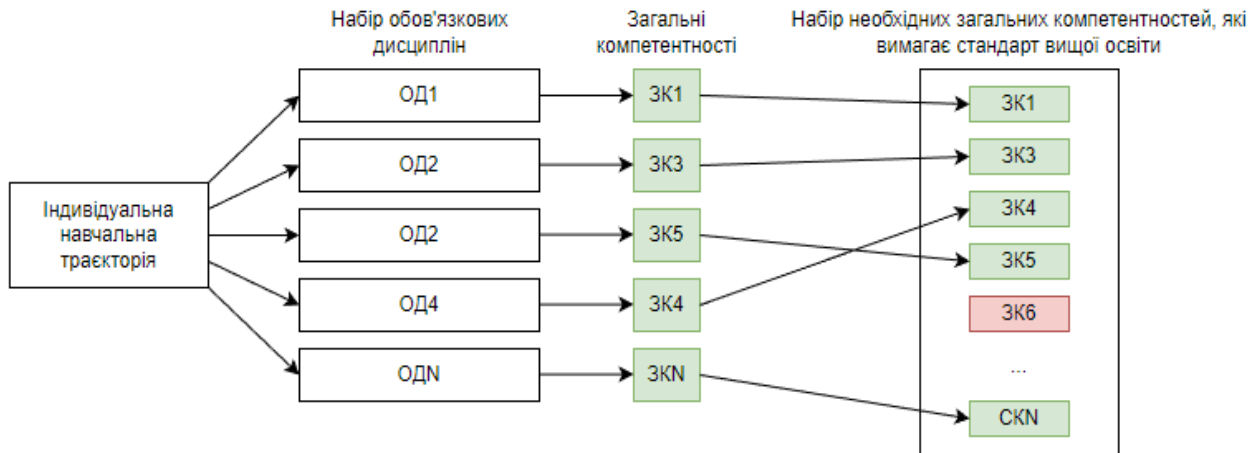 Набір обов'язкових
дисциплін
Загальні
компетентності
Набір необхідних загальних компетентностей, які
вимагає стандарт вищої освіти
Індивідуальна
навчальна
траєкторія
ОД1
ОД2
ОД2
ОД4
ОДN
ЗК1
ЗК3
ЗК5
ЗК4
ЗКN
ЗК1
ЗК3
ЗК4
ЗК5
ЗК6
...
СКN